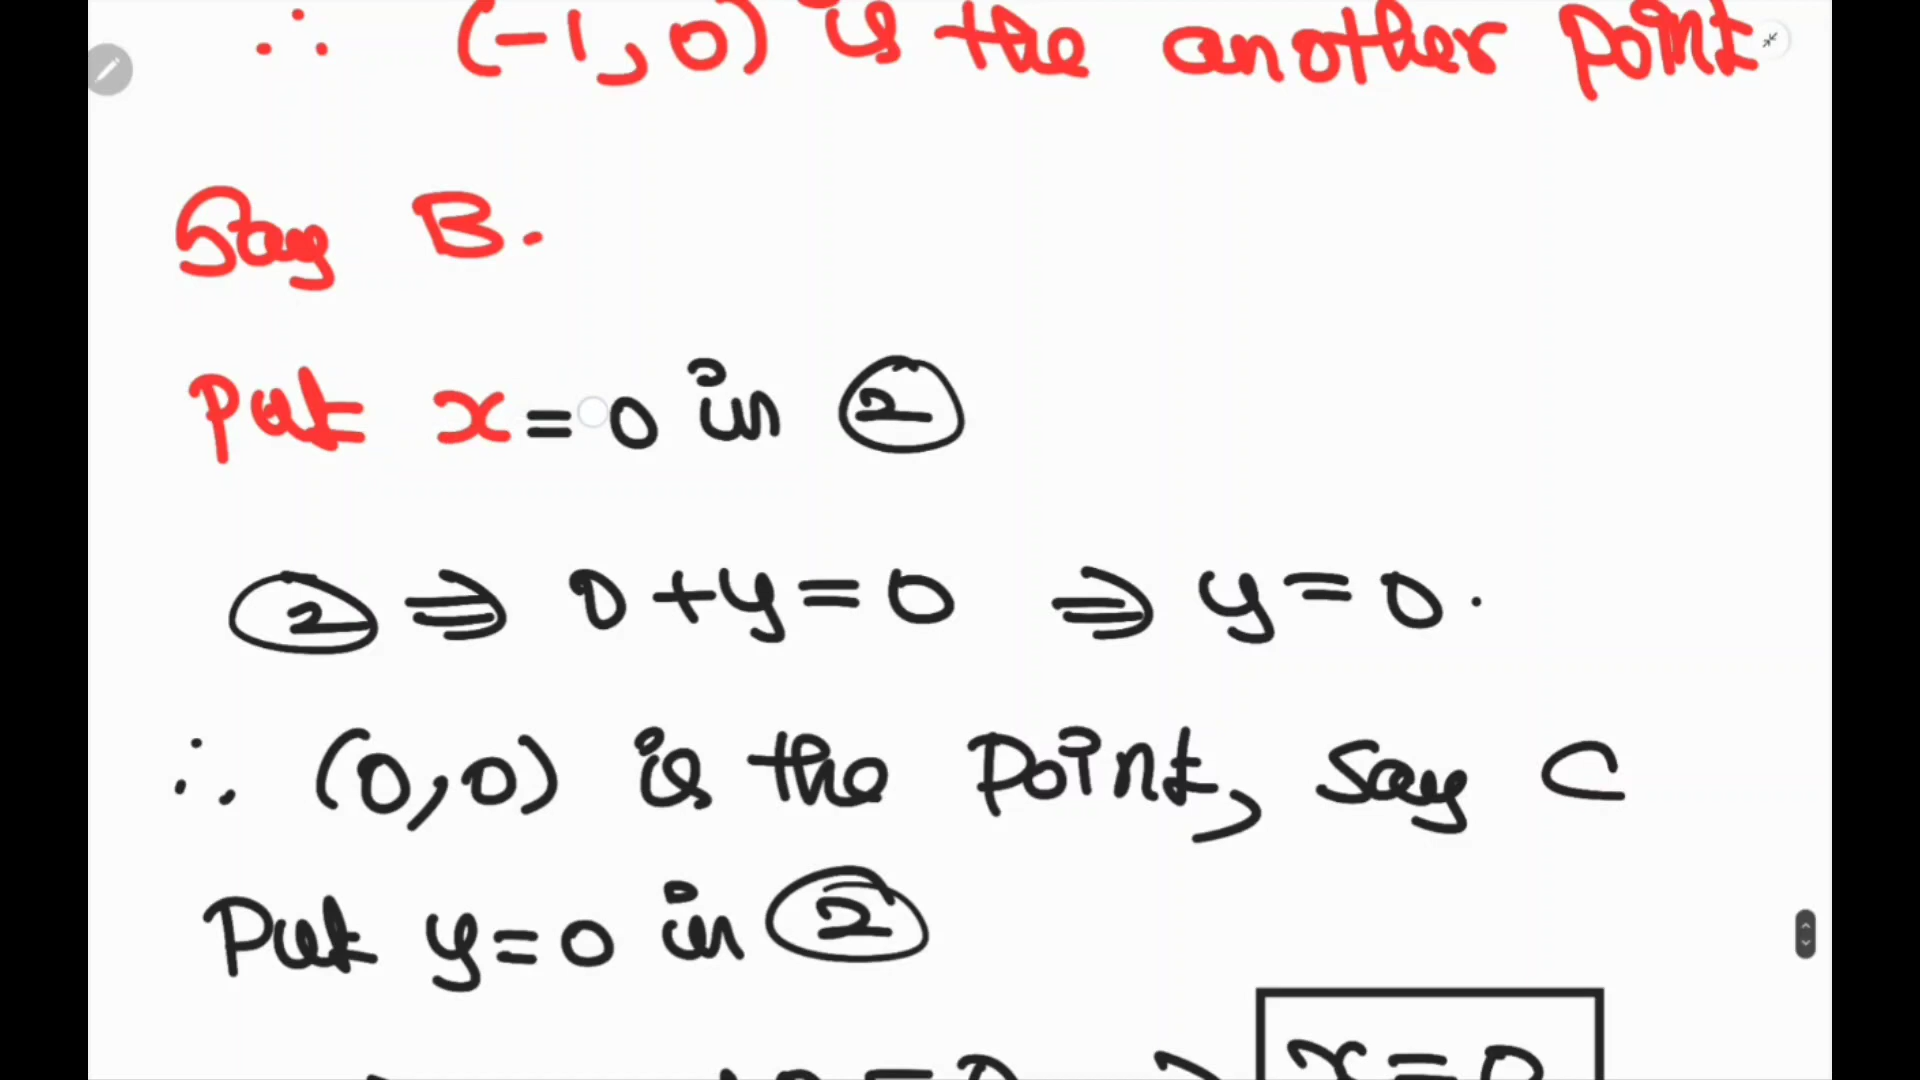 ∴ (-1,0) is the another point
Say B.
Put x=0 in ②
② ⇒ 0+y=0 ⇒ y=0.
∴ (0,0) is the Point, Say C
Put y=0 in ②
x=0